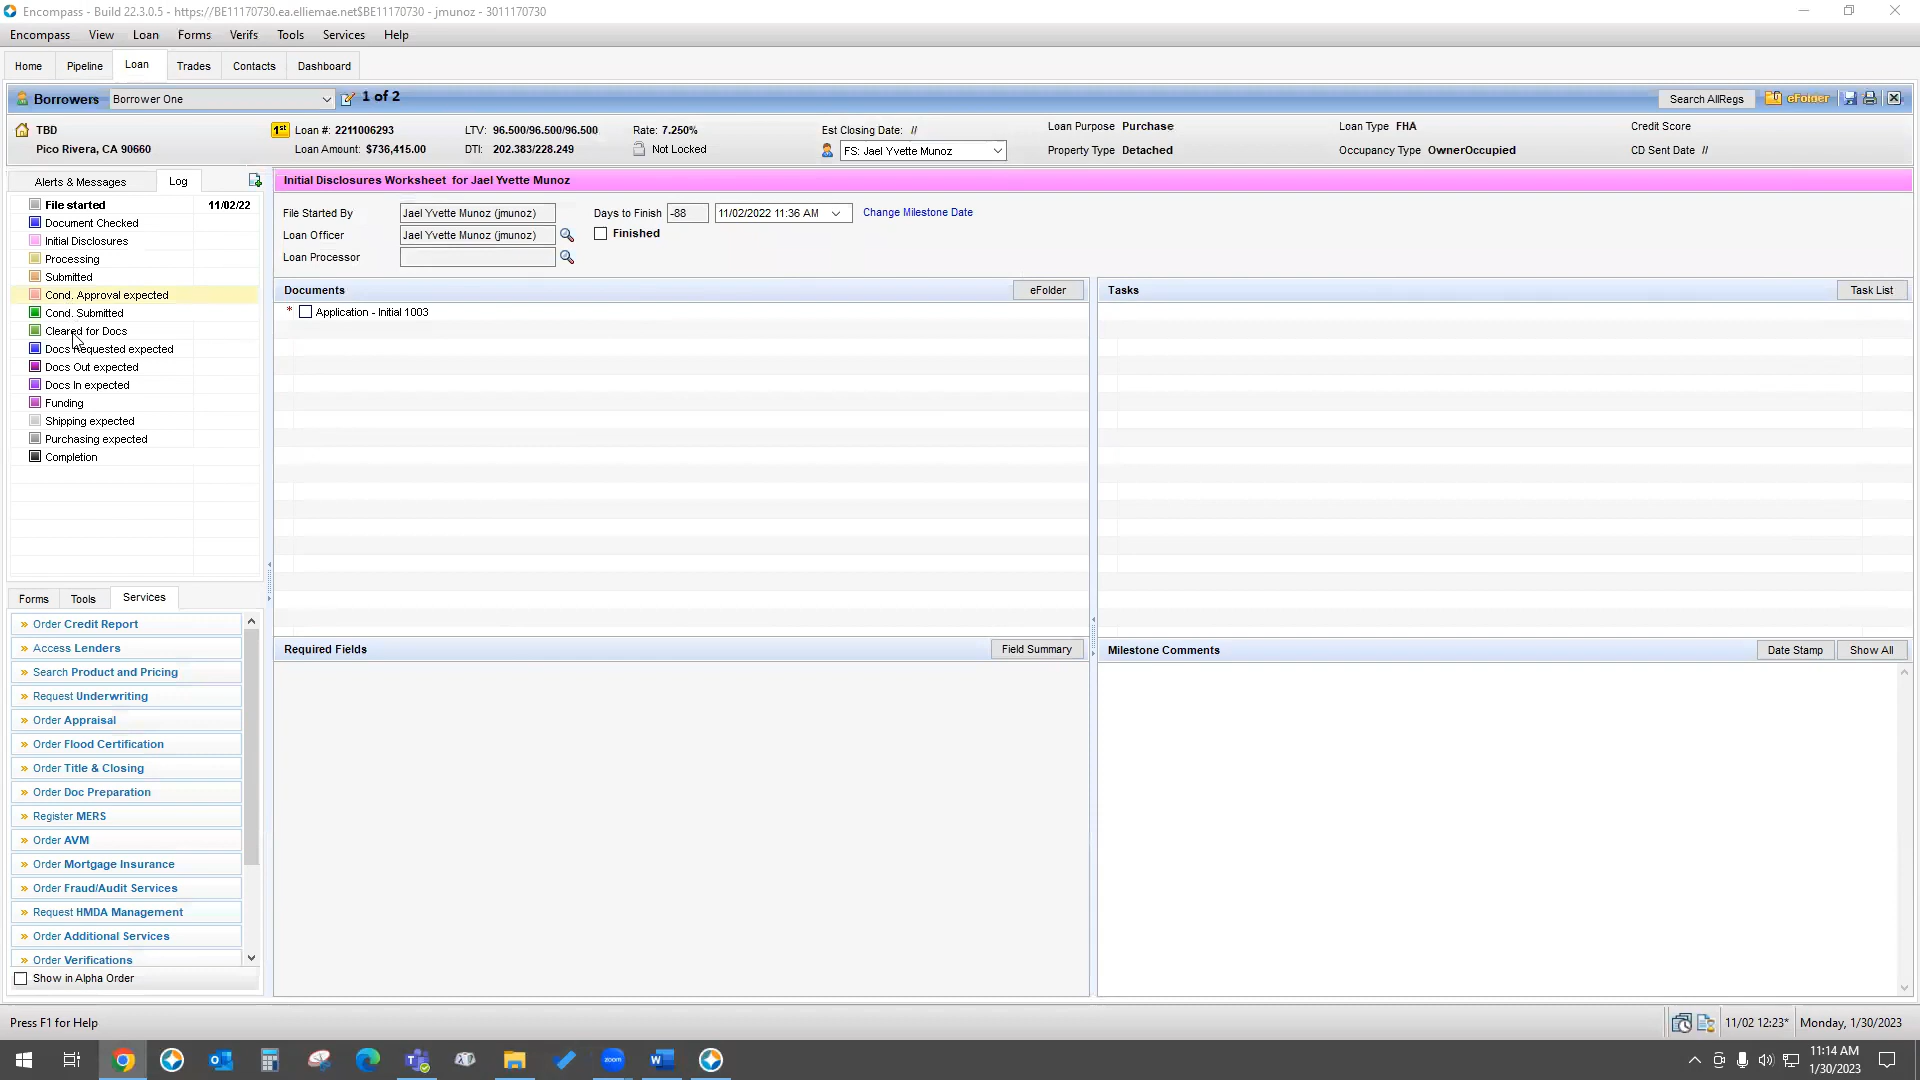 Encompass - Build 22.3.0.5 - https://BE11170730.ea.elliemae.net$BE11170730 - jmunoz - 3011170730
Encompass View Loan Forms Verifs Tools Services Help
Home Pipeline Loan Trades Contacts Dashboard
Borrowers Borrower One 1 of 2 Search AllRegs eFolder
TBD
Pico Rivera, CA 90660
1st Loan #: 2211006293
Loan Amount: $736,415.00
LTV: 96.500/96.500/96.500
DTI: 202.383/228.249
Rate: 7.250%
Not Locked
Est Closing Date: //
FS: Jael Yvette Munoz
Loan Purpose Purchase
Property Type Detached
Loan Type FHA
Occupancy Type OwnerOccupied
Credit Score
CD Sent Date //
Alerts & Messages Log
File started 11/02/22
Document Checked
Initial Disclosures
Processing
Submitted
Cond. Approval expected
Cond. Submitted
Cleared for Docs
Docs Requested expected
Docs Out expected
Docs In expected
Funding
Shipping expected
Purchasing expected
Completion
Forms Tools Services
» Order Credit Report
» Access Lenders
» Search Product and Pricing
» Request Underwriting
» Order Appraisal
» Order Flood Certification
» Order Title & Closing
» Order Doc Preparation
» Register MERS
» Order AVM
» Order Mortgage Insurance
» Order Fraud/Audit Services
» Request HMDA Management
» Order Additional Services
» Order Verifications
Show in Alpha Order
Initial Disclosures Worksheet for Jael Yvette Munoz
File Started By Jael Yvette Munoz (jmunoz) Days to Finish -88 11/02/2022 11:36 AM Change Milestone Date
Loan Officer Jael Yvette Munoz (jmunoz) Finished
Loan Processor
Documents eFolder
* Application - Initial 1003
Tasks Task List
Required Fields Field Summary
Milestone Comments Date Stamp Show All
Press F1 for Help 11/02 12:23* Monday, 1/30/2023
zoom
11:14 AM
1/30/2023